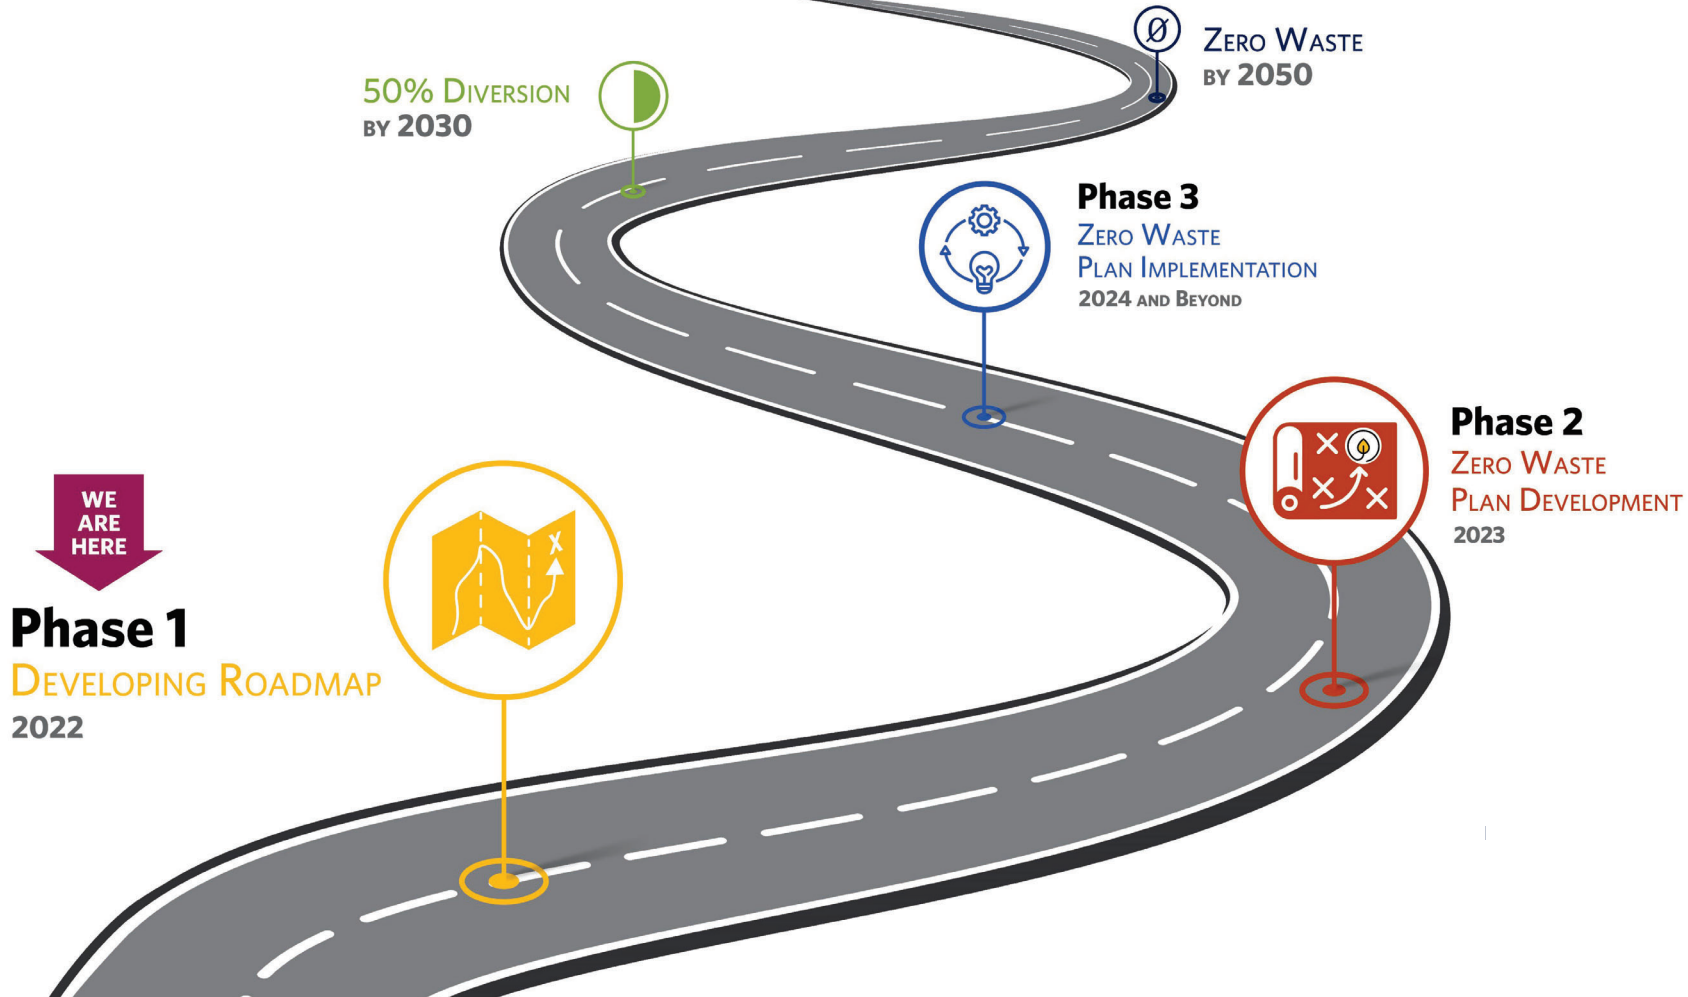 Zero Waste
by 2050
50% Diversion
by 2030
Phase 3
Zero Waste
Plan Implementation
2024 and Beyond
Phase 2
Zero Waste
Plan Development
2023
WE
ARE
HERE
Phase 1
Developing Roadmap
2022
X